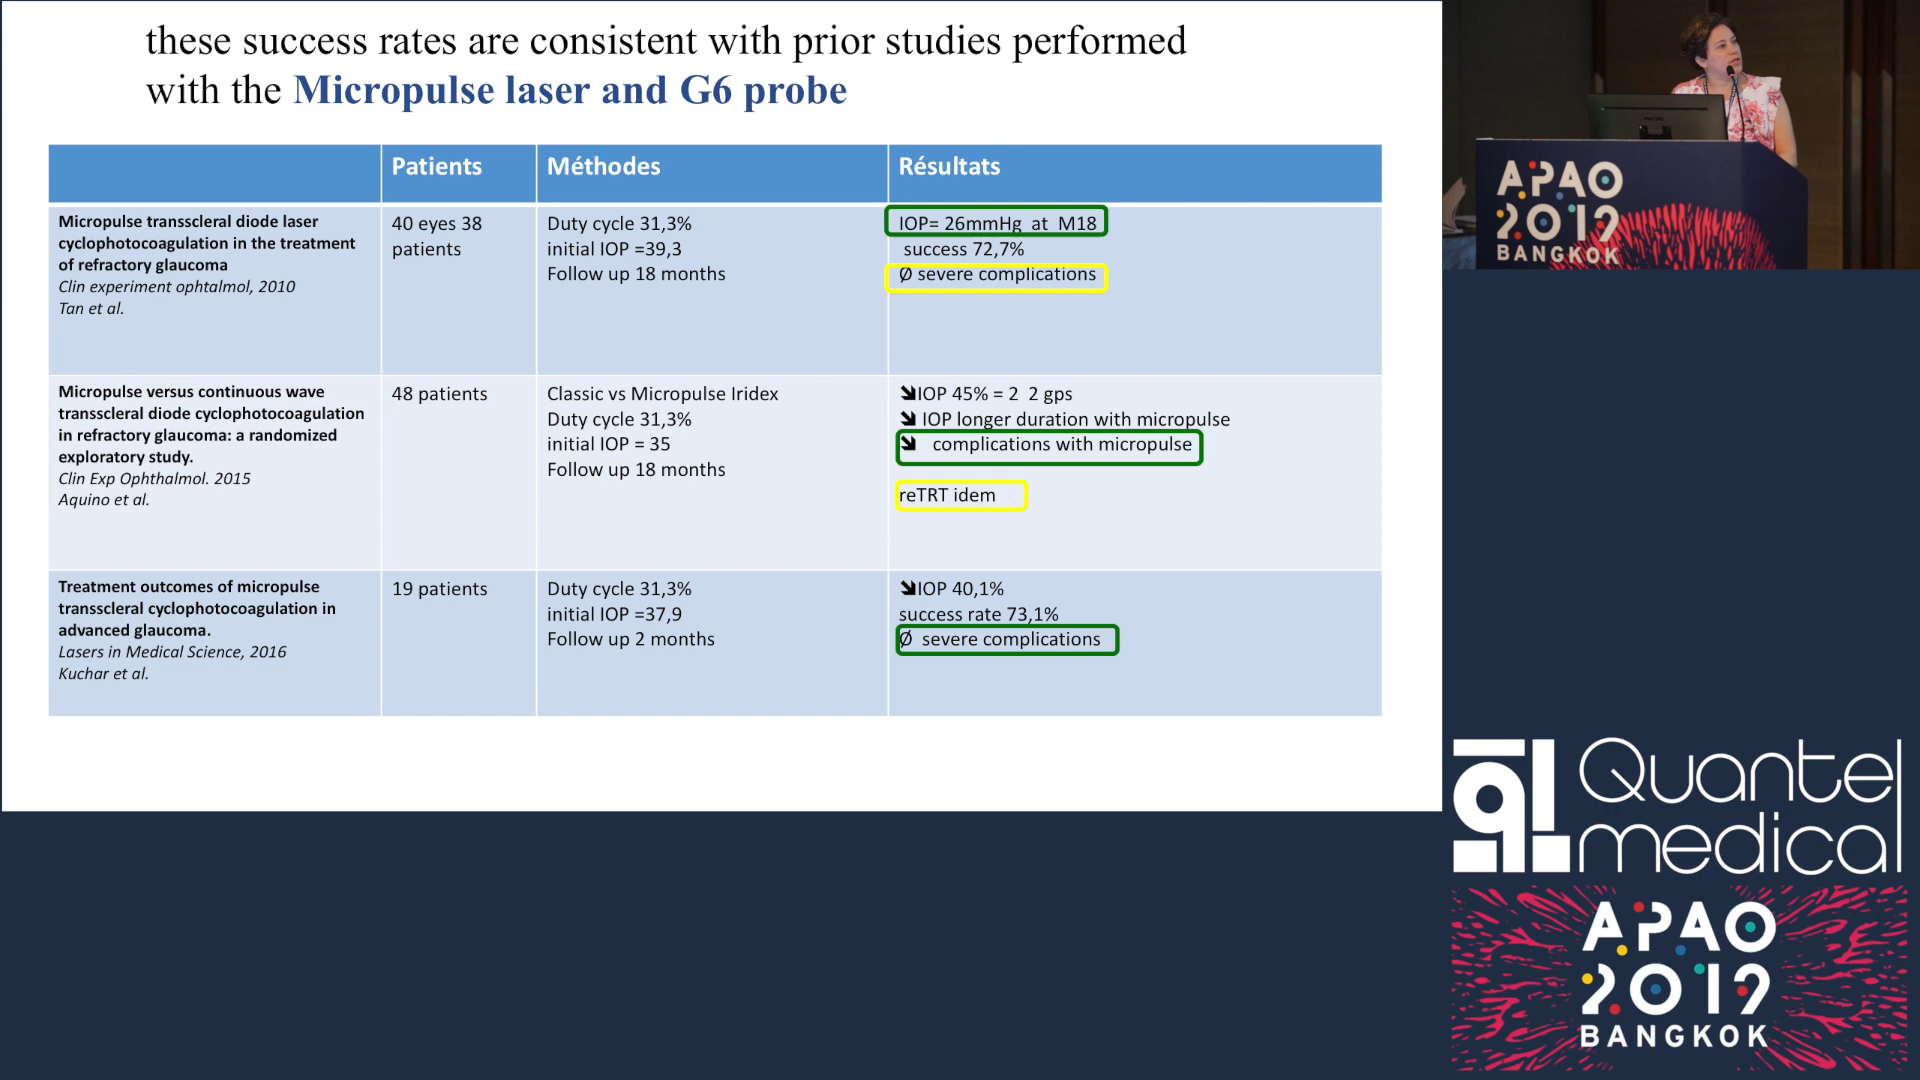 these success rates are consistent with prior studies performed
with the Micropulse laser and G6 probe
Patients
Méthodes
Résultats
Micropulse transscleral diode laser
cyclophotocoagulation in the treatment
of refractory glaucoma
Clin experiment ophtalmol, 2010
Tan et al.
40 eyes 38
patients
Duty cycle 31,3%
initial IOP =39,3
Follow up 18 months
IOP= 26mmHg at M18
success 72,7%
Ø severe complications
Micropulse versus continuous wave
transscleral diode cyclophotocoagulation
in refractory glaucoma: a randomized
exploratory study.
Clin Exp Ophthalmol. 2015
Aquino et al.
48 patients
Classic vs Micropulse Iridex
Duty cycle 31,3%
initial IOP = 35
Follow up 18 months
⬊IOP 45% = 2 2 gps
⬊ IOP longer duration with micropulse
⬊ complications with micropulse
reTRT idem
Treatment outcomes of micropulse
transscleral cyclophotocoagulation in
advanced glaucoma.
Lasers in Medical Science, 2016
Kuchar et al.
19 patients
Duty cycle 31,3%
initial IOP =37,9
Follow up 2 months
⬊IOP 40,1%
success rate 73,1%
Ø severe complications
APAO
2019
BANGKOK
Quantel
medical
APAO
2019
BANGKOK